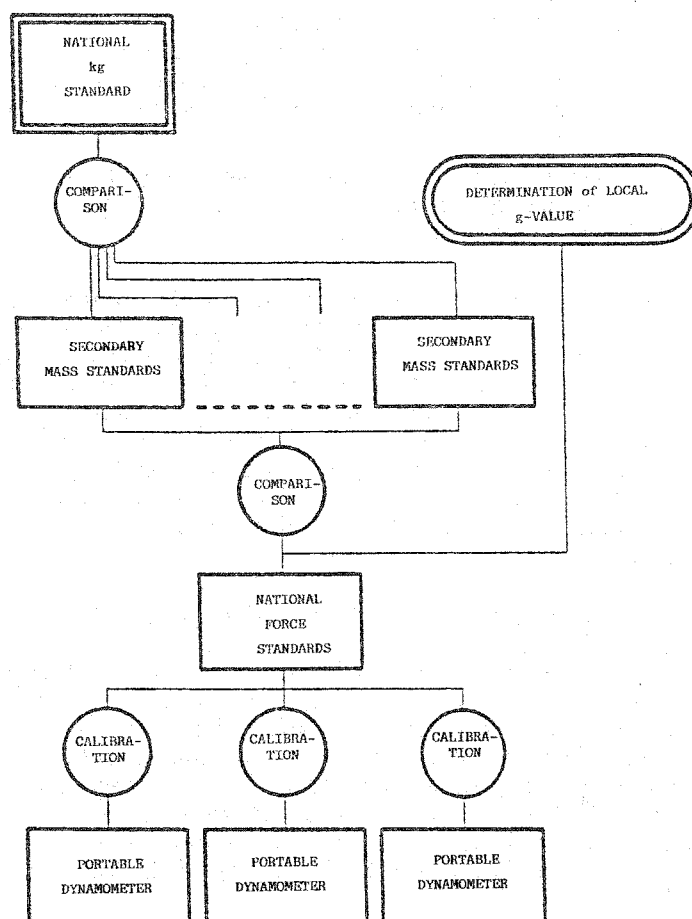 NATIONAL
kg
STANDARD
COMPARI-
SON
DETERMINATION of LOCAL
g-VALUE
SECONDARY
MASS STANDARDS
SECONDARY
MASS STANDARDS
COMPARI-
SON
NATIONAL
FORCE
STANDARDS
CALIBRA-
TION
CALIBRA-
TION
CALIBRA-
TION
PORTABLE
DYNAMOMETER
PORTABLE
DYNAMOMETER
PORTABLE
DYNAMOMETER